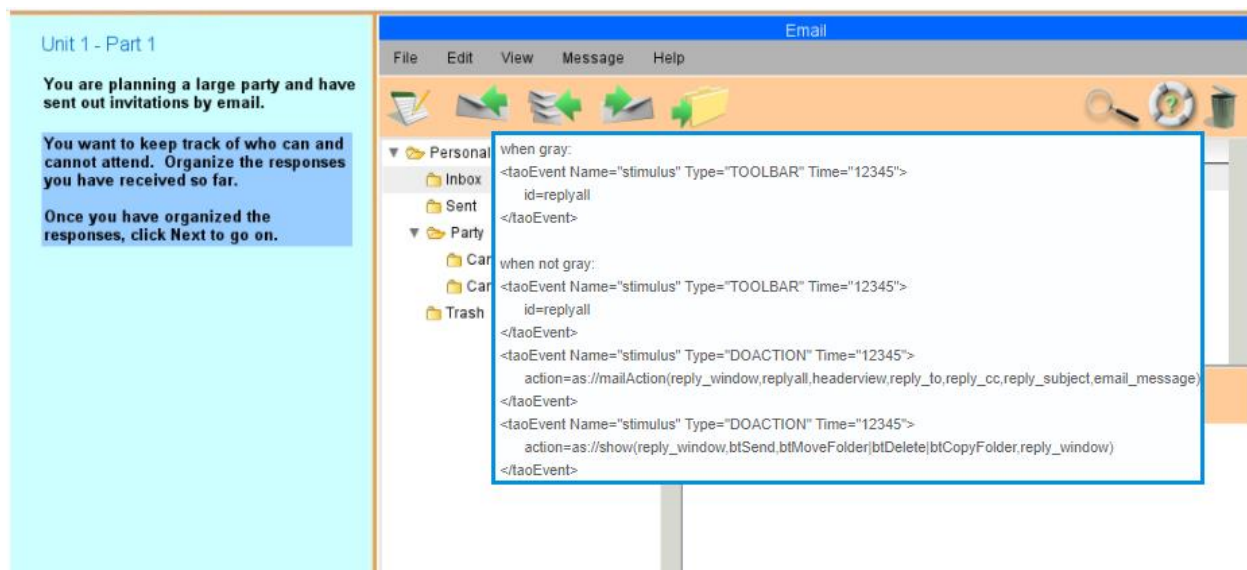 Unit 1 - Part 1
You are planning a large party and have
sent out invitations by email.
You want to keep track of who can and
cannot attend. Organize the responses
you have received so far.
Once you have organized the
responses, click Next to go on.
Email
File Edit View Message Help
Personal
Inbox
Sent
Party
Car
Car
Trash
when gray:
<taoEvent Name="stimulus" Type="TOOLBAR" Time="12345">
id=replyall
</taoEvent>
when not gray:
<taoEvent Name="stimulus" Type="TOOLBAR" Time="12345">
id=replyall
</taoEvent>
<taoEvent Name="stimulus" Type="DOACTION" Time="12345">
action=as://mailAction(reply_window,replyall,headerview,reply_to,reply_cc,reply_subject,email_message)
</taoEvent>
<taoEvent Name="stimulus" Type="DOACTION" Time="12345">
action=as://show(reply_window,btSend,btMoveFolder|btDelete|btCopyFolder,reply_window)
</taoEvent>